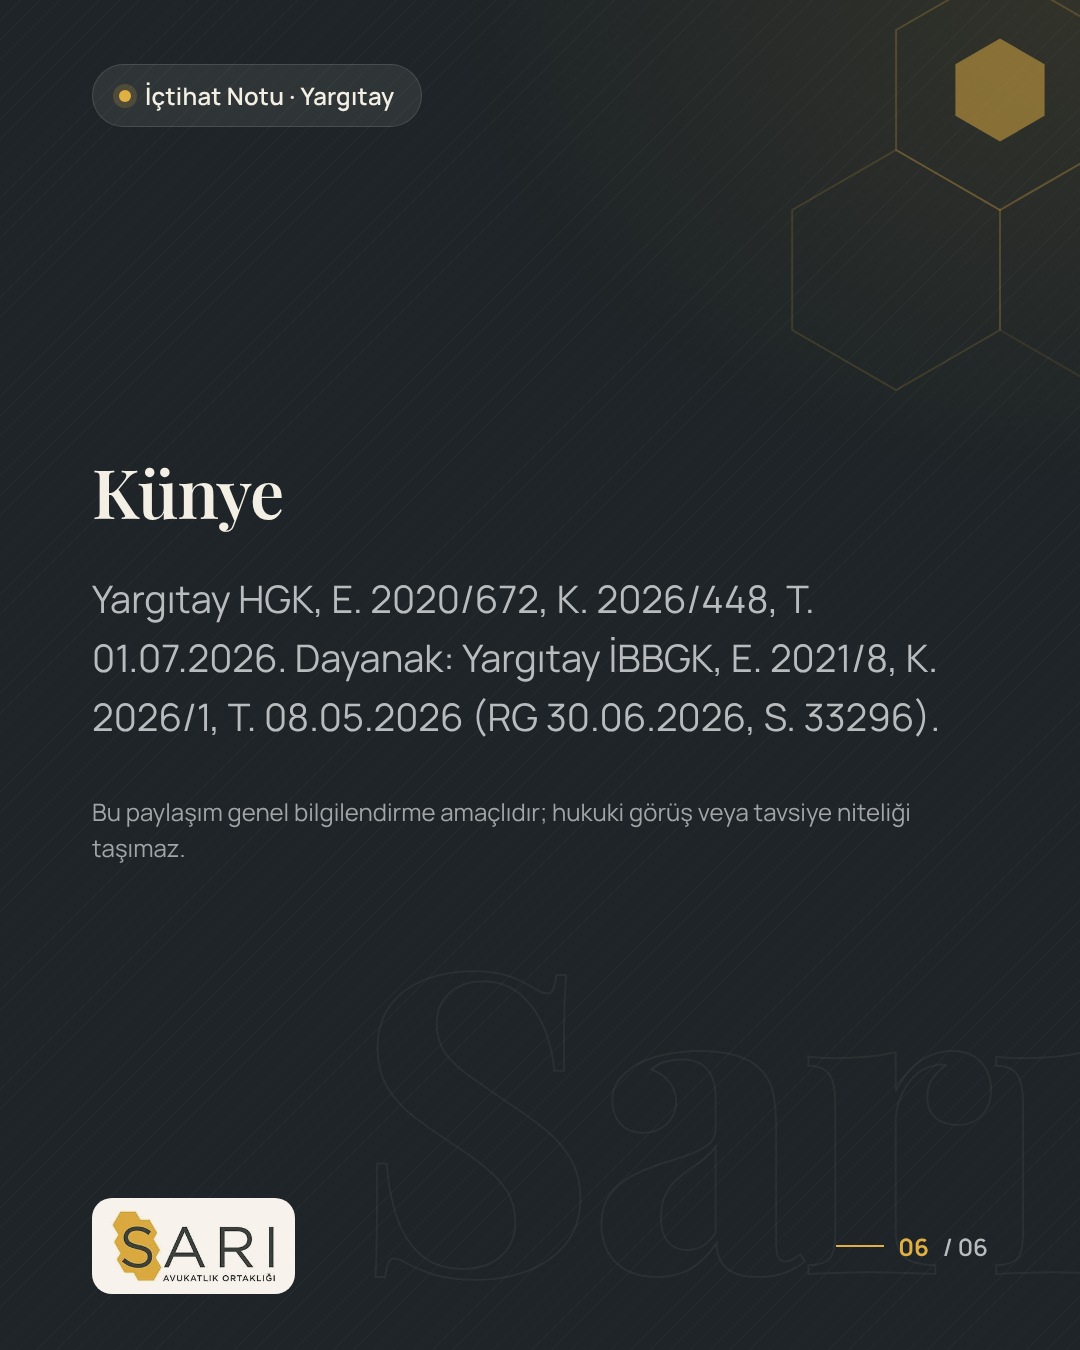 İçtihat Notu · Yargıtay
Künye
Yargıtay HGK, E. 2020/672, K. 2026/448, T.
01.07.2026. Dayanak: Yargıtay İBBGK, E. 2021/8, K.
2026/1, T. 08.05.2026 (RG 30.06.2026, S. 33296).
Bu paylaşım genel bilgilendirme amaçlıdır; hukuki görüş veya tavsiye niteliği
taşımaz.
Sarı
SARI
AVUKATLIK ORTAKLIĞI
06 / 06